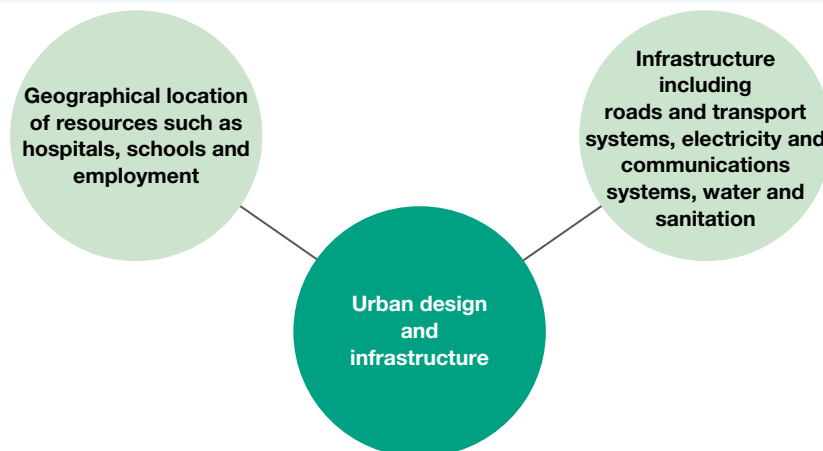 Geographical location
of resources such as
hospitals, schools and
employment
Infrastructure
including
roads and transport
systems, electricity and
communications
systems, water and
sanitation
Urban design
and
infrastructure